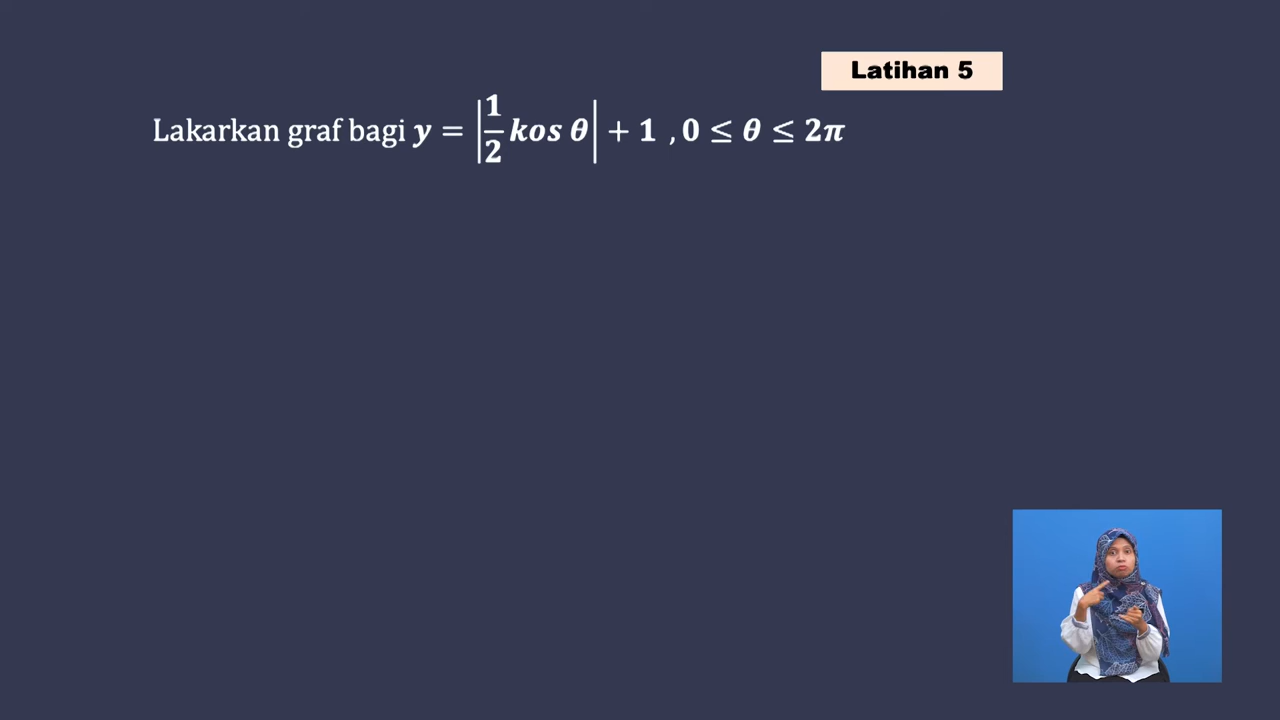 Latihan 5
Lakarkan graf bagi y = |1/2 kos θ| + 1 , 0 ≤ θ ≤ 2π